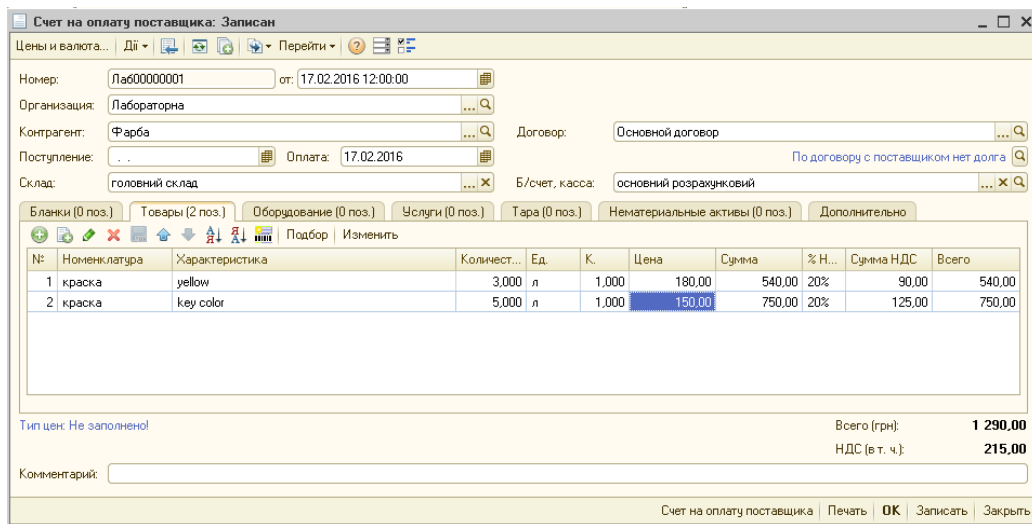 Счет на оплату поставщика: Записан
Цены и валюта... Дії Перейти
Номер: Лаб00000001 от: 17.02.2016 12:00:00
Организация: Лабораторна ...
Контрагент: Фарба ... Договор: Основной договор ...
Поступление: . . Оплата: 17.02.2016 По договору с поставщиком нет долга
Склад: головний склад ... Б/счет, касса: основний розрахунковий ...
Бланки (0 поз.) Товары (2 поз.) Оборудование (0 поз.) Услуги (0 поз.) Тара (0 поз.) Нематериальные активы (0 поз.) Дополнительно
Подбор Изменить
№ Номенклатура Характеристика Количест... Ед. К. Цена Сумма % Н... Сумма НДС Всего
1 краска yellow 3,000 л 1,000 180,00 540,00 20% 90,00 540,00
2 краска key color 5,000 л 1,000 150,00 750,00 20% 125,00 750,00
Тип цен: Не заполнено! Всего (грн): 1 290,00
НДС (в т. ч.): 215,00
Комментарий:
Счет на оплату поставщика Печать OK Записать Закрыть